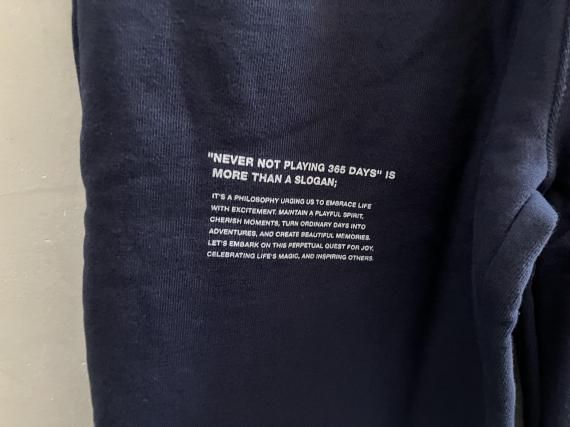 "NEVER NOT PLAYING 365 DAYS" IS
MORE THAN A SLOGAN;
IT'S A PHILOSOPHY URGING US TO EMBRACE LIFE
WITH EXCITEMENT. MAINTAIN A PLAYFUL SPIRIT,
CHERISH MOMENTS, TURN ORDINARY DAYS INTO
ADVENTURES, AND CREATE BEAUTIFUL MEMORIES.
LET'S EMBARK ON THIS PERPETUAL QUEST FOR JOY,
CELEBRATING LIFE'S MAGIC, AND INSPIRING OTHERS.